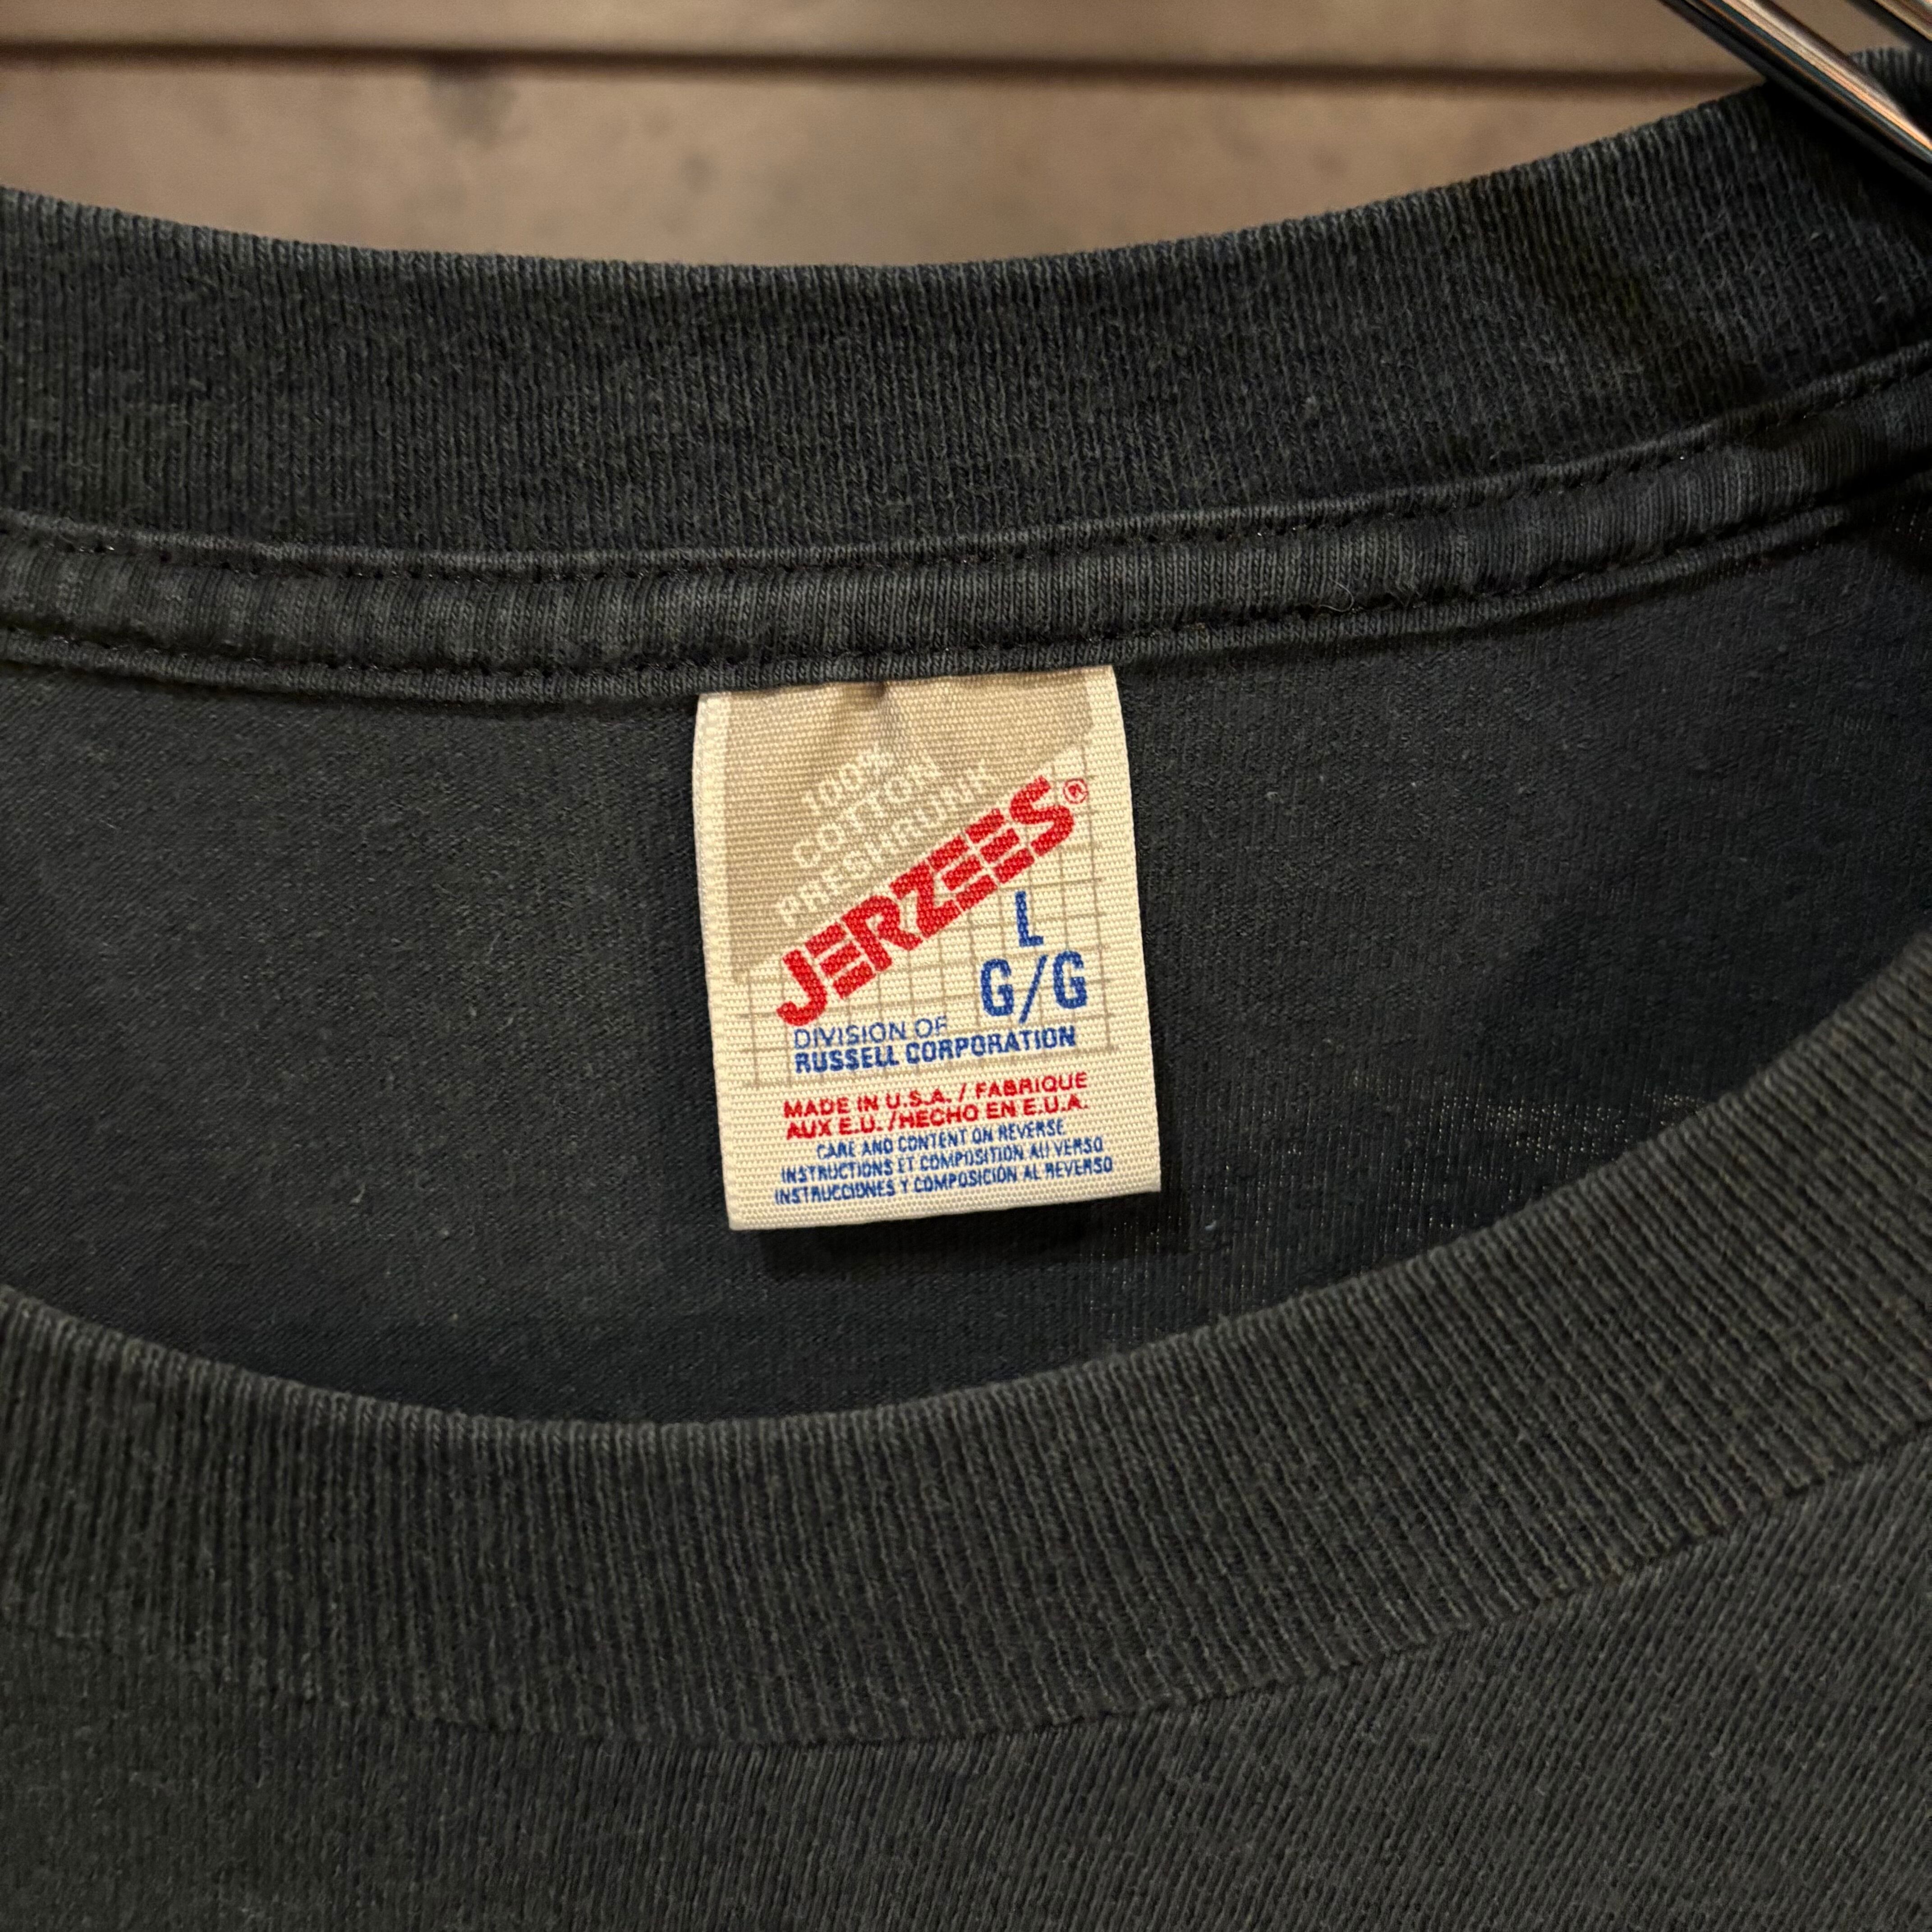 100%
COTTON
PRESHRUNK
JERZEES®
L
G/G
DIVISION OF
RUSSELL CORPORATION
MADE IN U.S.A. / FABRIQUE
AUX E.U. /HECHO EN E.U.A.
CARE AND CONTENT ON REVERSE
INSTRUCTIONS ET COMPOSITION AU VERSO
INSTRUCCIONES Y COMPOSICIÓN AL REVERSO